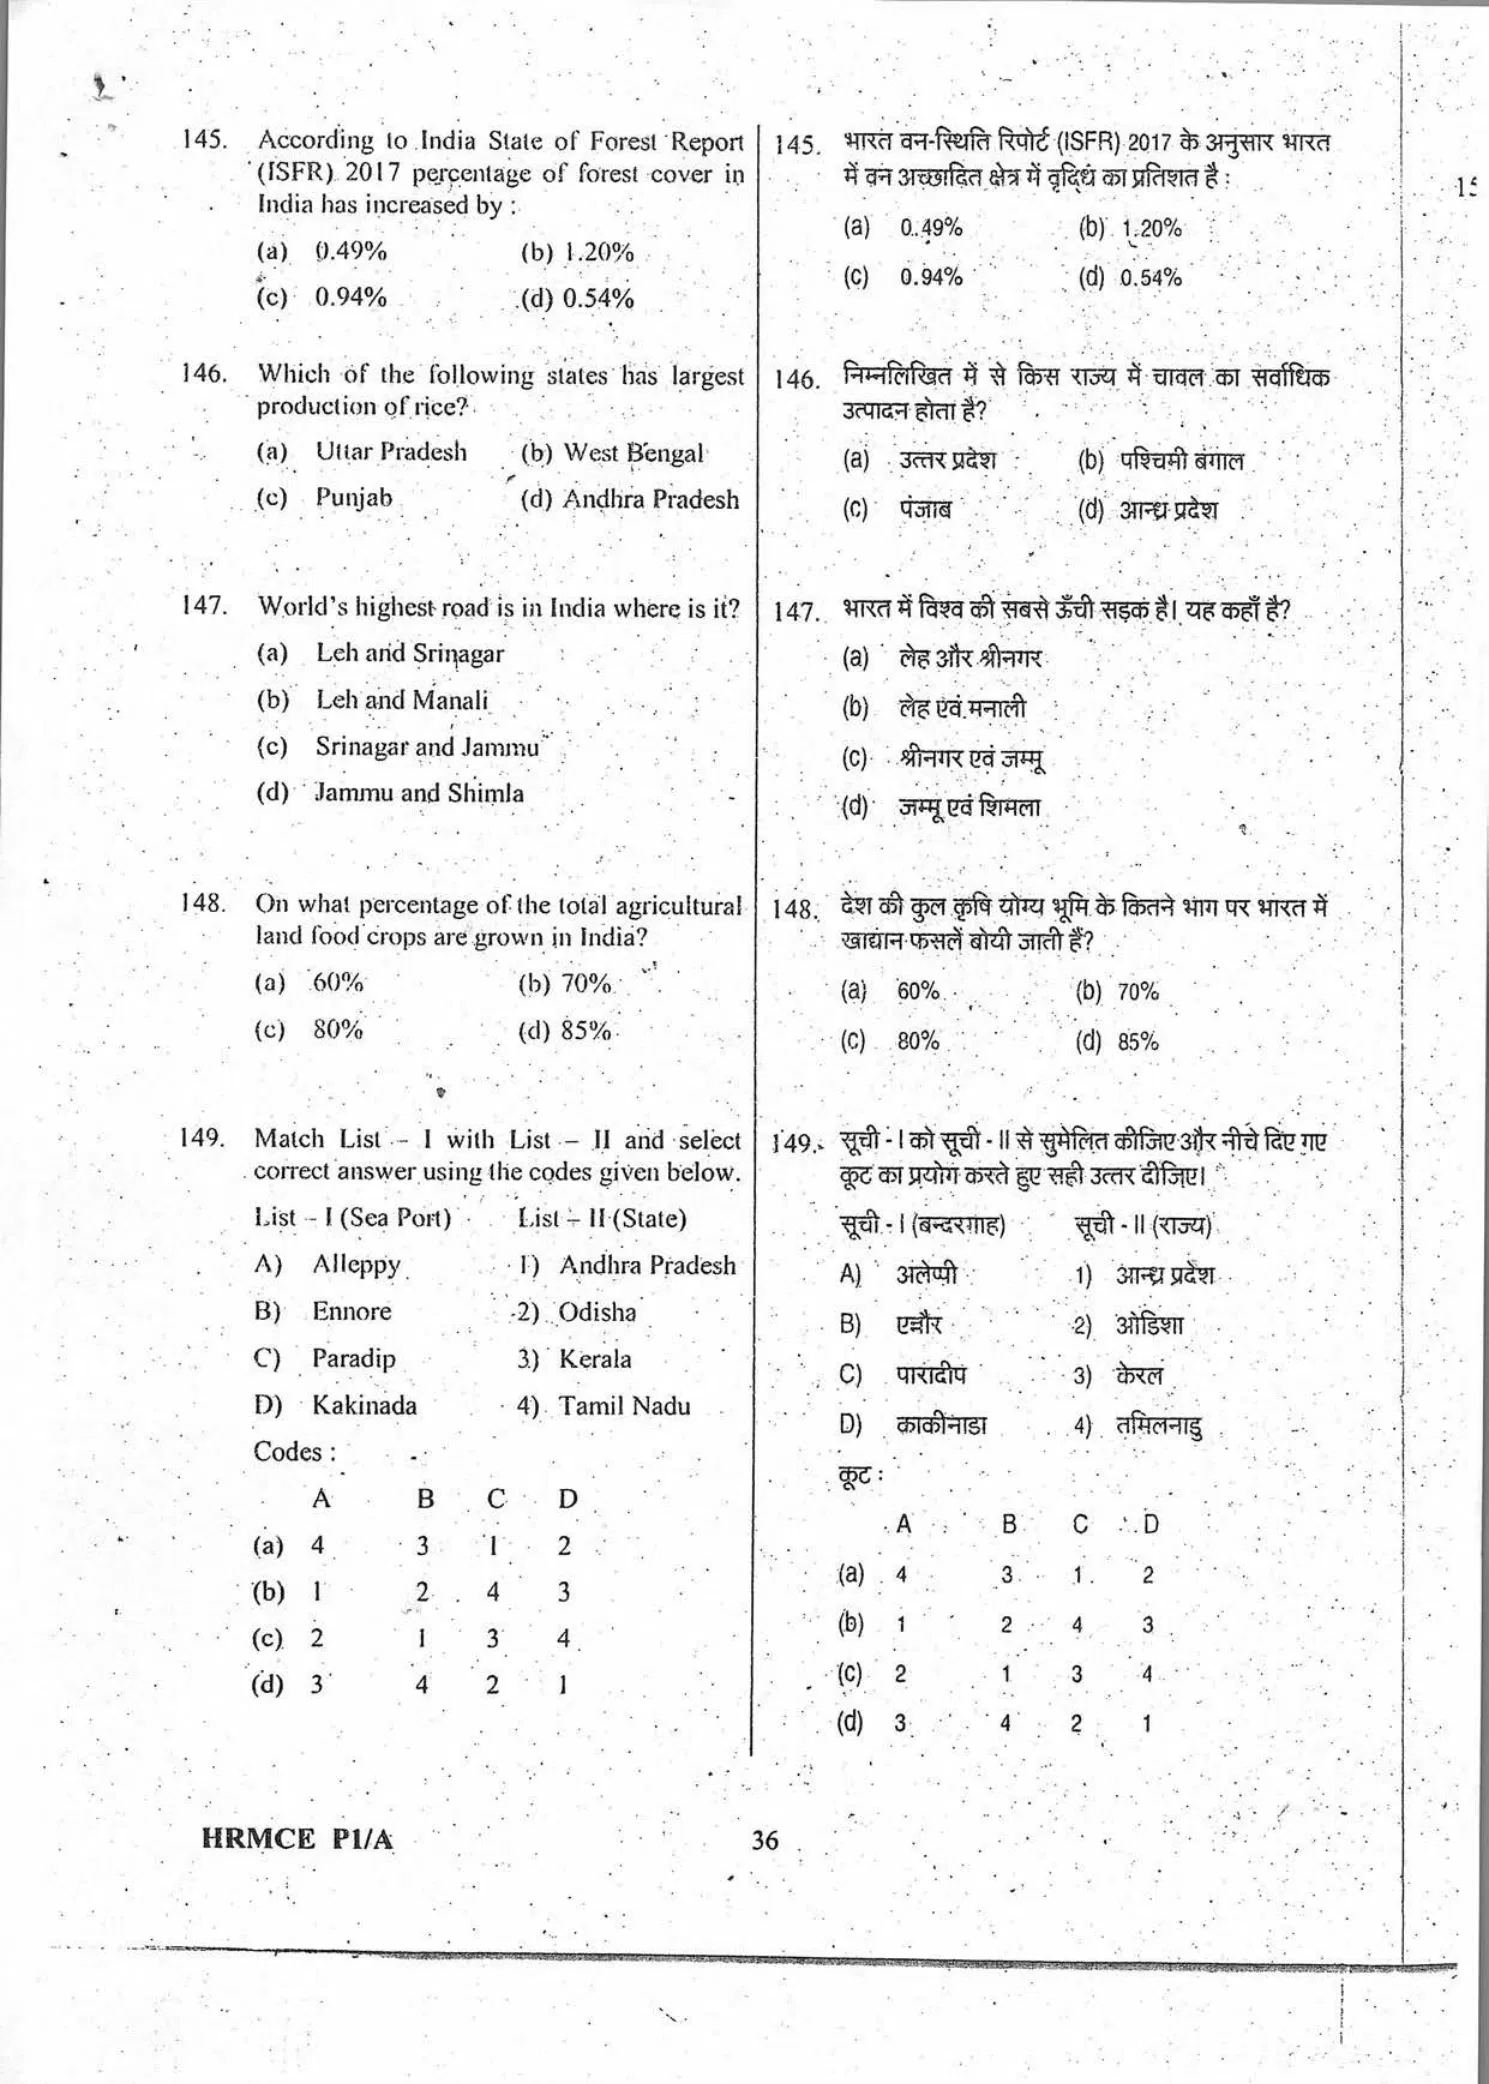 145. According to India State of Forest Report
(ISFR) 2017 percentage of forest cover in
India has increased by :
(a) 0.49% (b) 1.20%
(c) 0.94% (d) 0.54%
146. Which of the following states has largest
production of rice?
(a) Uttar Pradesh (b) West Bengal
(c) Punjab (d) Andhra Pradesh
147. World's highest road is in India where is it?
(a) Leh and Srinagar
(b) Leh and Manali
(c) Srinagar and Jammu
(d) Jammu and Shimla
148. On what percentage of the total agricultural
land food crops are grown in India?
(a) 60% (b) 70%
(c) 80% (d) 85%
149. Match List – I with List – II and select
correct answer using the codes given below.
List – I (Sea Port) List – II (State)
A) Alleppy 1) Andhra Pradesh
B) Ennore 2) Odisha
C) Paradip 3) Kerala
D) Kakinada 4) Tamil Nadu
Codes :
A B C D
(a) 4 3 1 2
(b) 1 2 4 3
(c) 2 1 3 4
(d) 3 4 2 1
145. भारत वन-स्थिति रिपोर्ट (ISFR) 2017 के अनुसार भारत
में वन अच्छादित क्षेत्र में वृद्धि का प्रतिशत है :
(a) 0.49% (b) 1.20%
(c) 0.94% (d) 0.54%
146. निम्नलिखित में से किस राज्य में चावल का सर्वाधिक
उत्पादन होता है?
(a) उत्तर प्रदेश (b) पश्चिमी बंगाल
(c) पंजाब (d) आन्ध्र प्रदेश
147. भारत में विश्व की सबसे ऊँची सड़क है। यह कहाँ है?
(a) लेह और श्रीनगर
(b) लेह एवं मनाली
(c) श्रीनगर एवं जम्मू
(d) जम्मू एवं शिमला
148. देश की कुल कृषि योग्य भूमि के कितने भाग पर भारत में
खाद्यान फसलें बोयी जाती हैं?
(a) 60% (b) 70%
(c) 80% (d) 85%
149. सूची - I को सूची - II से सुमेलित कीजिए और नीचे दिए गए
कूट का प्रयोग करते हुए सही उत्तर दीजिए।
सूची - I (बन्दरगाह) सूची - II (राज्य)
A) अलेप्पी 1) आन्ध्र प्रदेश
B) एन्नौर 2) ओडिशा
C) पारादीप 3) केरल
D) काकीनाडा 4) तमिलनाडु
कूट :
A B C D
(a) 4 3 1 2
(b) 1 2 4 3
(c) 2 1 3 4
(d) 3 4 2 1
HRMCE P1/A 36